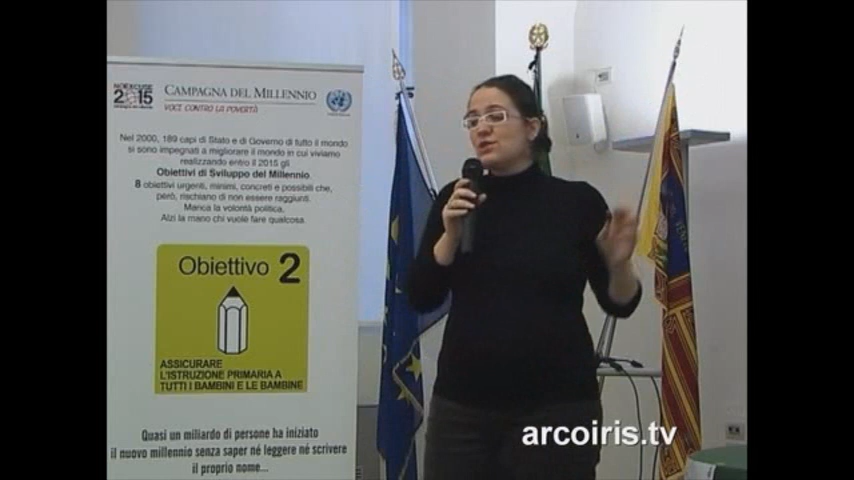 NO EXCUSE
2015
CAMPAGNA DEL MILLENNIO
VOCI CONTRO LA POVERTÀ
Nel 2000, 189 capi di Stato e di Governo di tutto il mondo
si sono impegnati a migliorare il mondo in cui viviamo
realizzando entro il 2015 gli
Obiettivi di Sviluppo del Millennio.
8 obiettivi urgenti, minimi, concreti e possibili che,
però, rischiano di non essere raggiunti.
Manca la volontà politica.
Alzi la mano chi vuole fare qualcosa.
Obiettivo 2
ASSICURARE
L'ISTRUZIONE PRIMARIA A
TUTTI I BAMBINI E LE BAMBINE
Quasi un miliardo di persone ha iniziato
il nuovo millennio senza saper né leggere né scrivere
il proprio nome...
arcoiris.tv